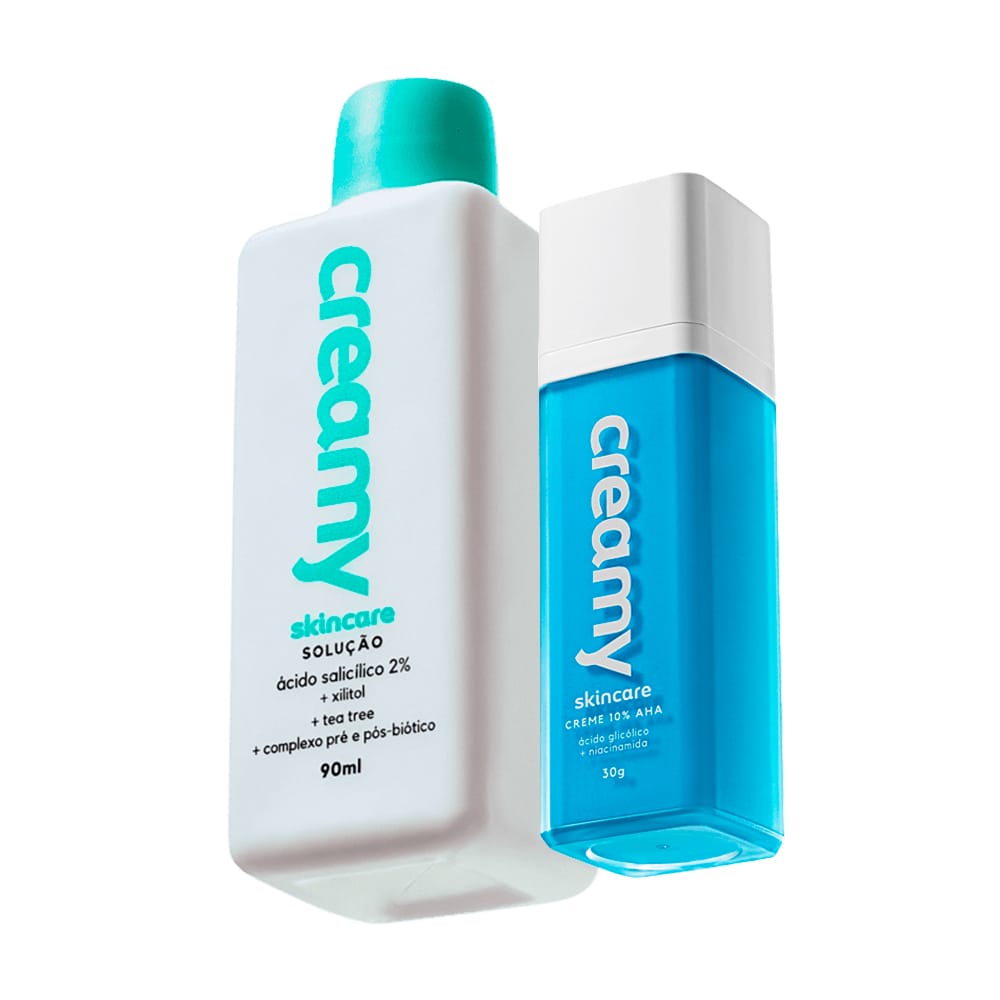 creamy
skincare
SOLUÇÃO
ácido salicílico 2%
+ xilitol
+ tea tree
+ complexo pré e pós-biótico
90ml
creamy
skincare
CREME 10% AHA
ácido glicólico
+ niacinamida
30g